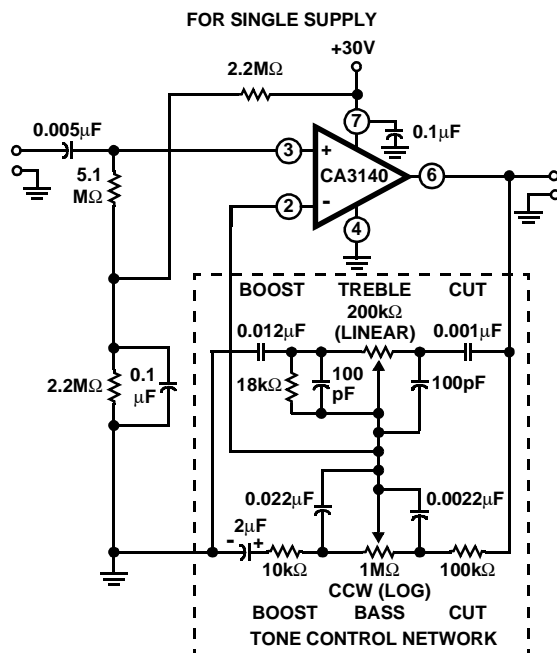 FOR SINGLE SUPPLY
+30V
2.2MΩ
0.005µF
7
0.1µF
3
+
CA3140
6
5.1
MΩ
2
-
4
BOOST TREBLE CUT
200kΩ
(LINEAR)
0.012µF
0.001µF
18kΩ
100
pF
100pF
2.2MΩ
0.1
µF
0.022µF
0.0022µF
2µF
- +
10kΩ
1MΩ
100kΩ
CCW (LOG)
BOOST BASS CUT
TONE CONTROL NETWORK